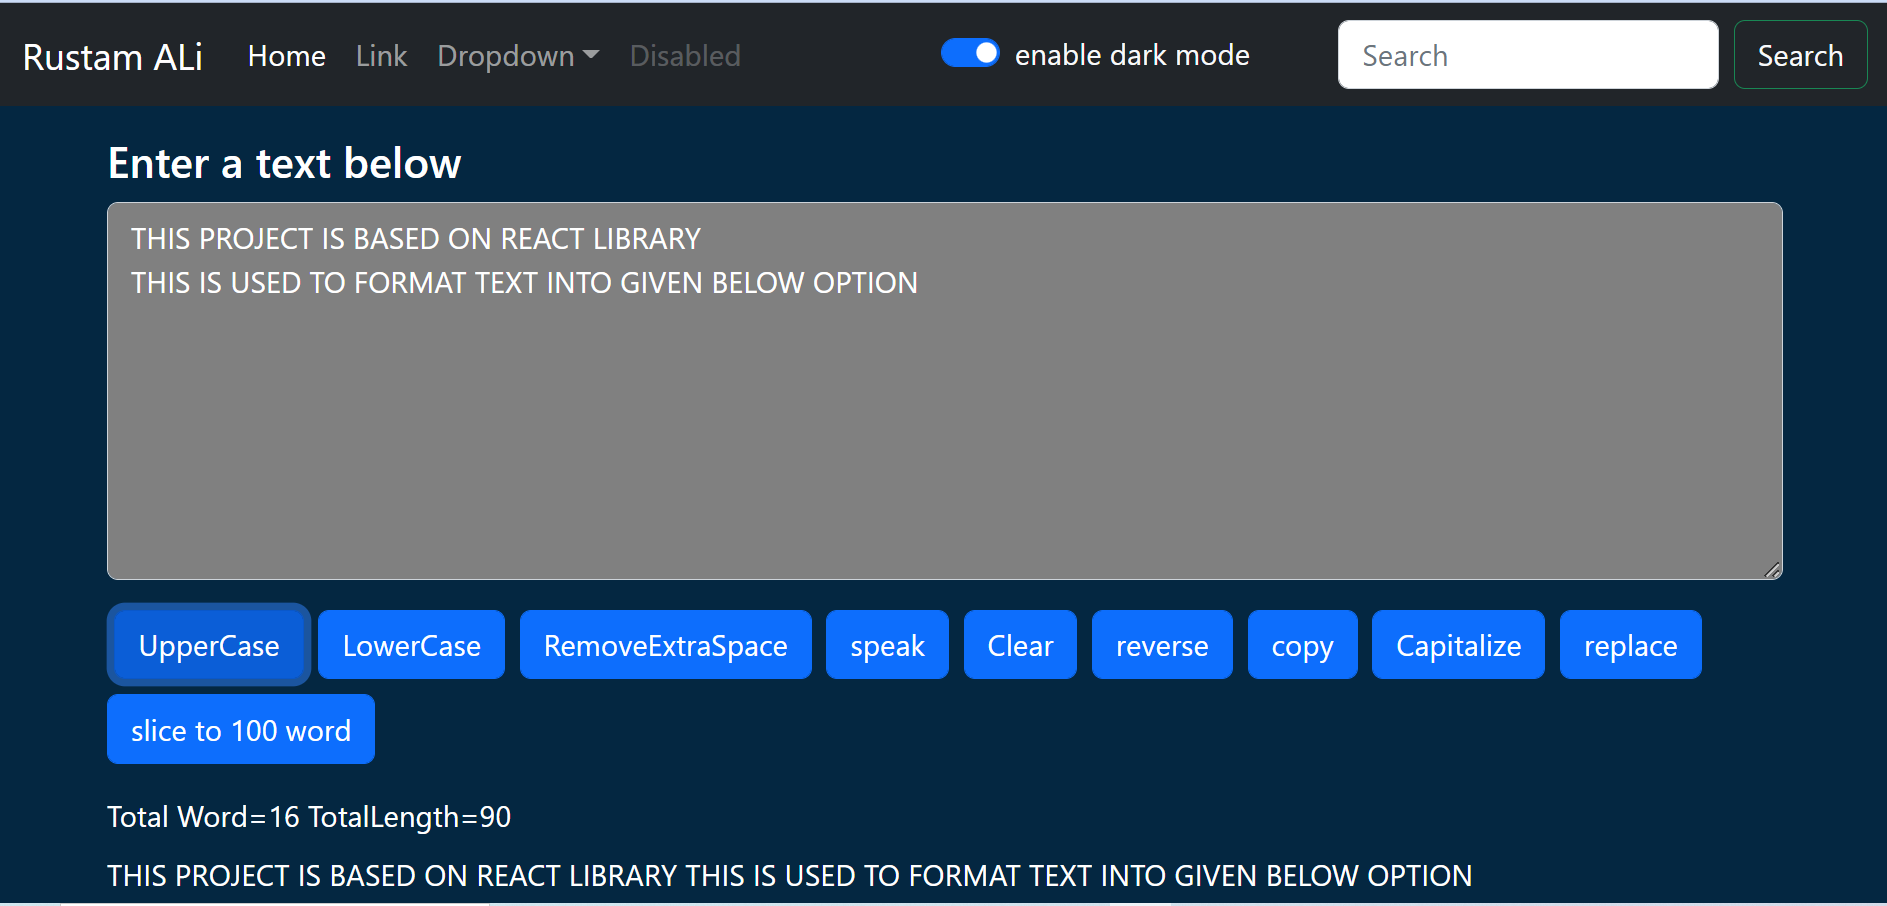 Rustam ALi Home Link Dropdown Disabled enable dark mode Search Search
Enter a text below
THIS PROJECT IS BASED ON REACT LIBRARY
THIS IS USED TO FORMAT TEXT INTO GIVEN BELOW OPTION
UpperCase LowerCase RemoveExtraSpace speak Clear reverse copy Capitalize replace
slice to 100 word
Total Word=16 TotalLength=90
THIS PROJECT IS BASED ON REACT LIBRARY THIS IS USED TO FORMAT TEXT INTO GIVEN BELOW OPTION